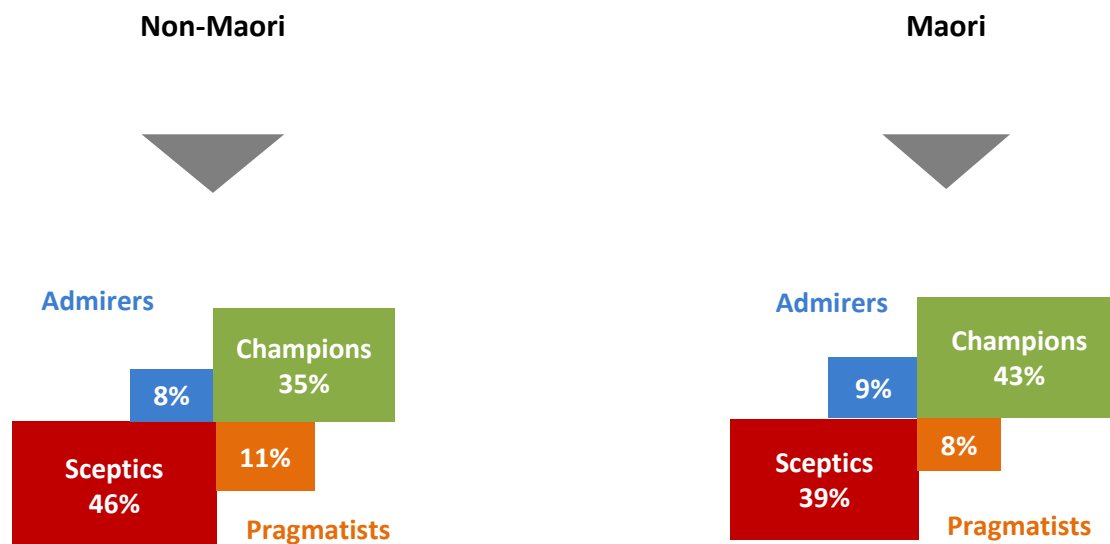 Non-Maori
Maori
Admirers
Champions
35%
8%
Sceptics
46%
11%
Pragmatists
Admirers
Champions
43%
9%
Sceptics
39%
8%
Pragmatists